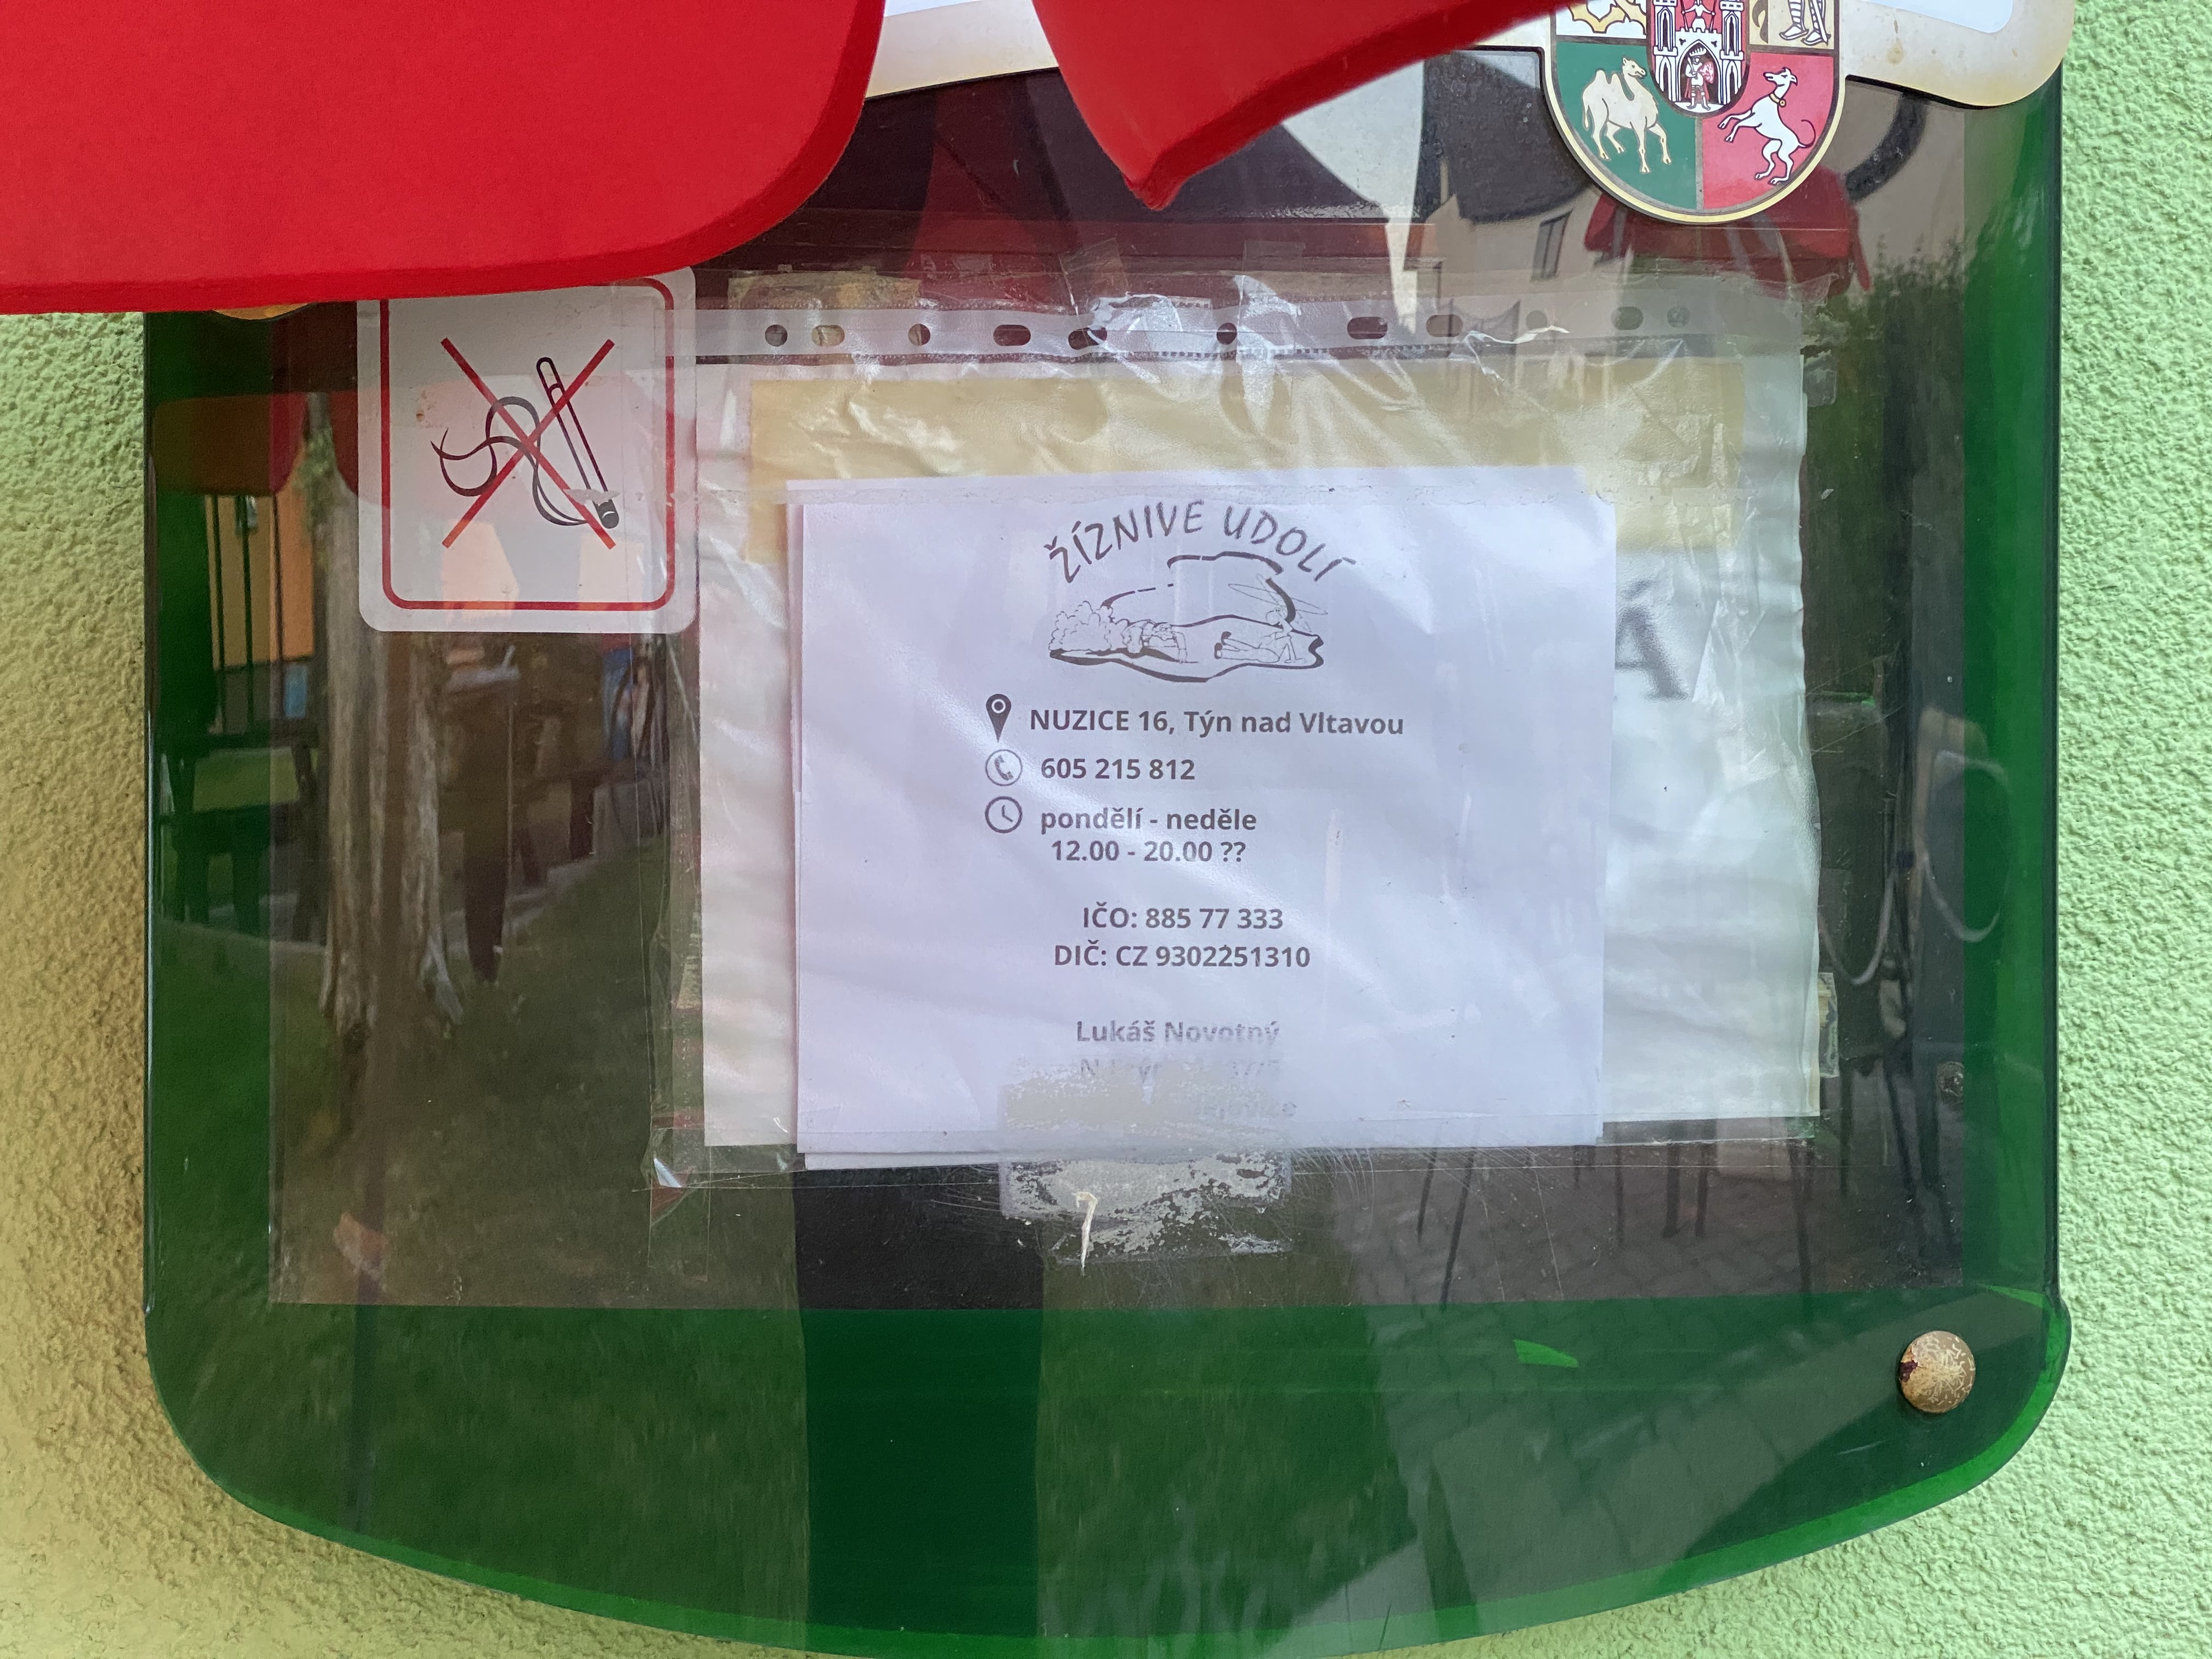 ŽÍZNIVE UDOLÍ
NUZICE 16, Týn nad Vltavou
605 215 812
pondělí - neděle
12.00 - 20.00 ??
IČO: 885 77 333
DIČ: CZ 9302251310
Lukáš Novotný
Á